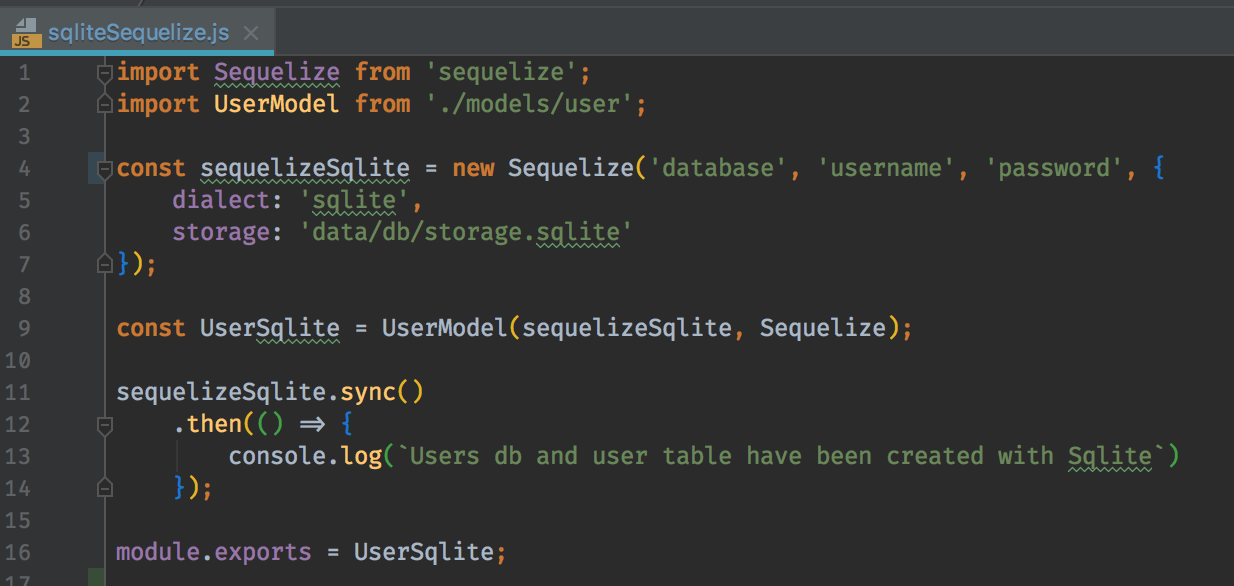 JS sqliteSequelize.js
1 import Sequelize from 'sequelize';
2 import UserModel from './models/user';
3
4 const sequelizeSqlite = new Sequelize('database', 'username', 'password', {
5     dialect: 'sqlite',
6     storage: 'data/db/storage.sqlite'
7 });
8
9 const UserSqlite = UserModel(sequelizeSqlite, Sequelize);
10
11 sequelizeSqlite.sync()
12     .then(() => {
13         console.log(`Users db and user table have been created with Sqlite`)
14     });
15
16 module.exports = UserSqlite;
17